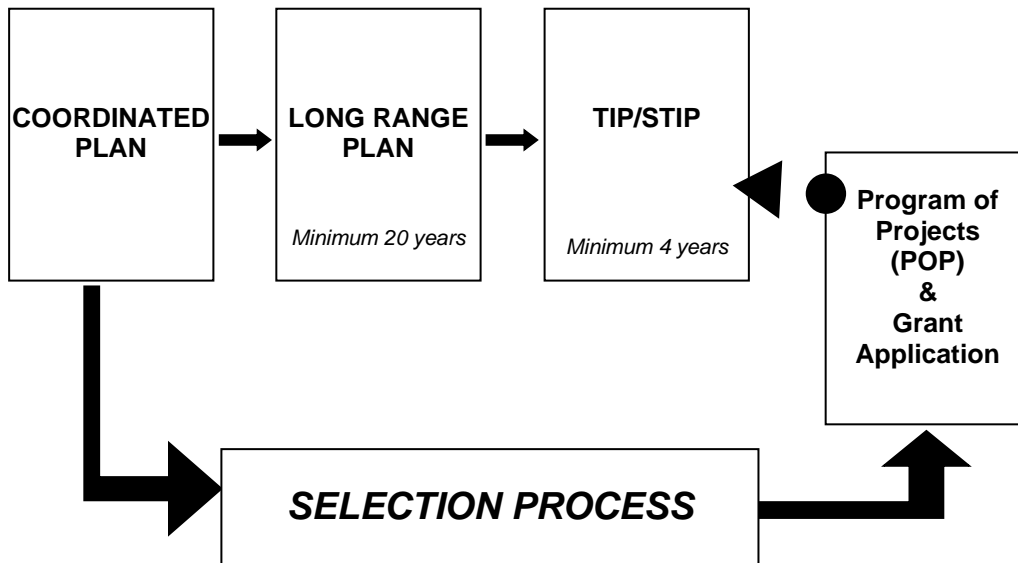 COORDINATED
PLAN
LONG RANGE
PLAN
Minimum 20 years
TIP/STIP
Minimum 4 years
Program of
Projects
(POP)
&
Grant
Application
SELECTION PROCESS